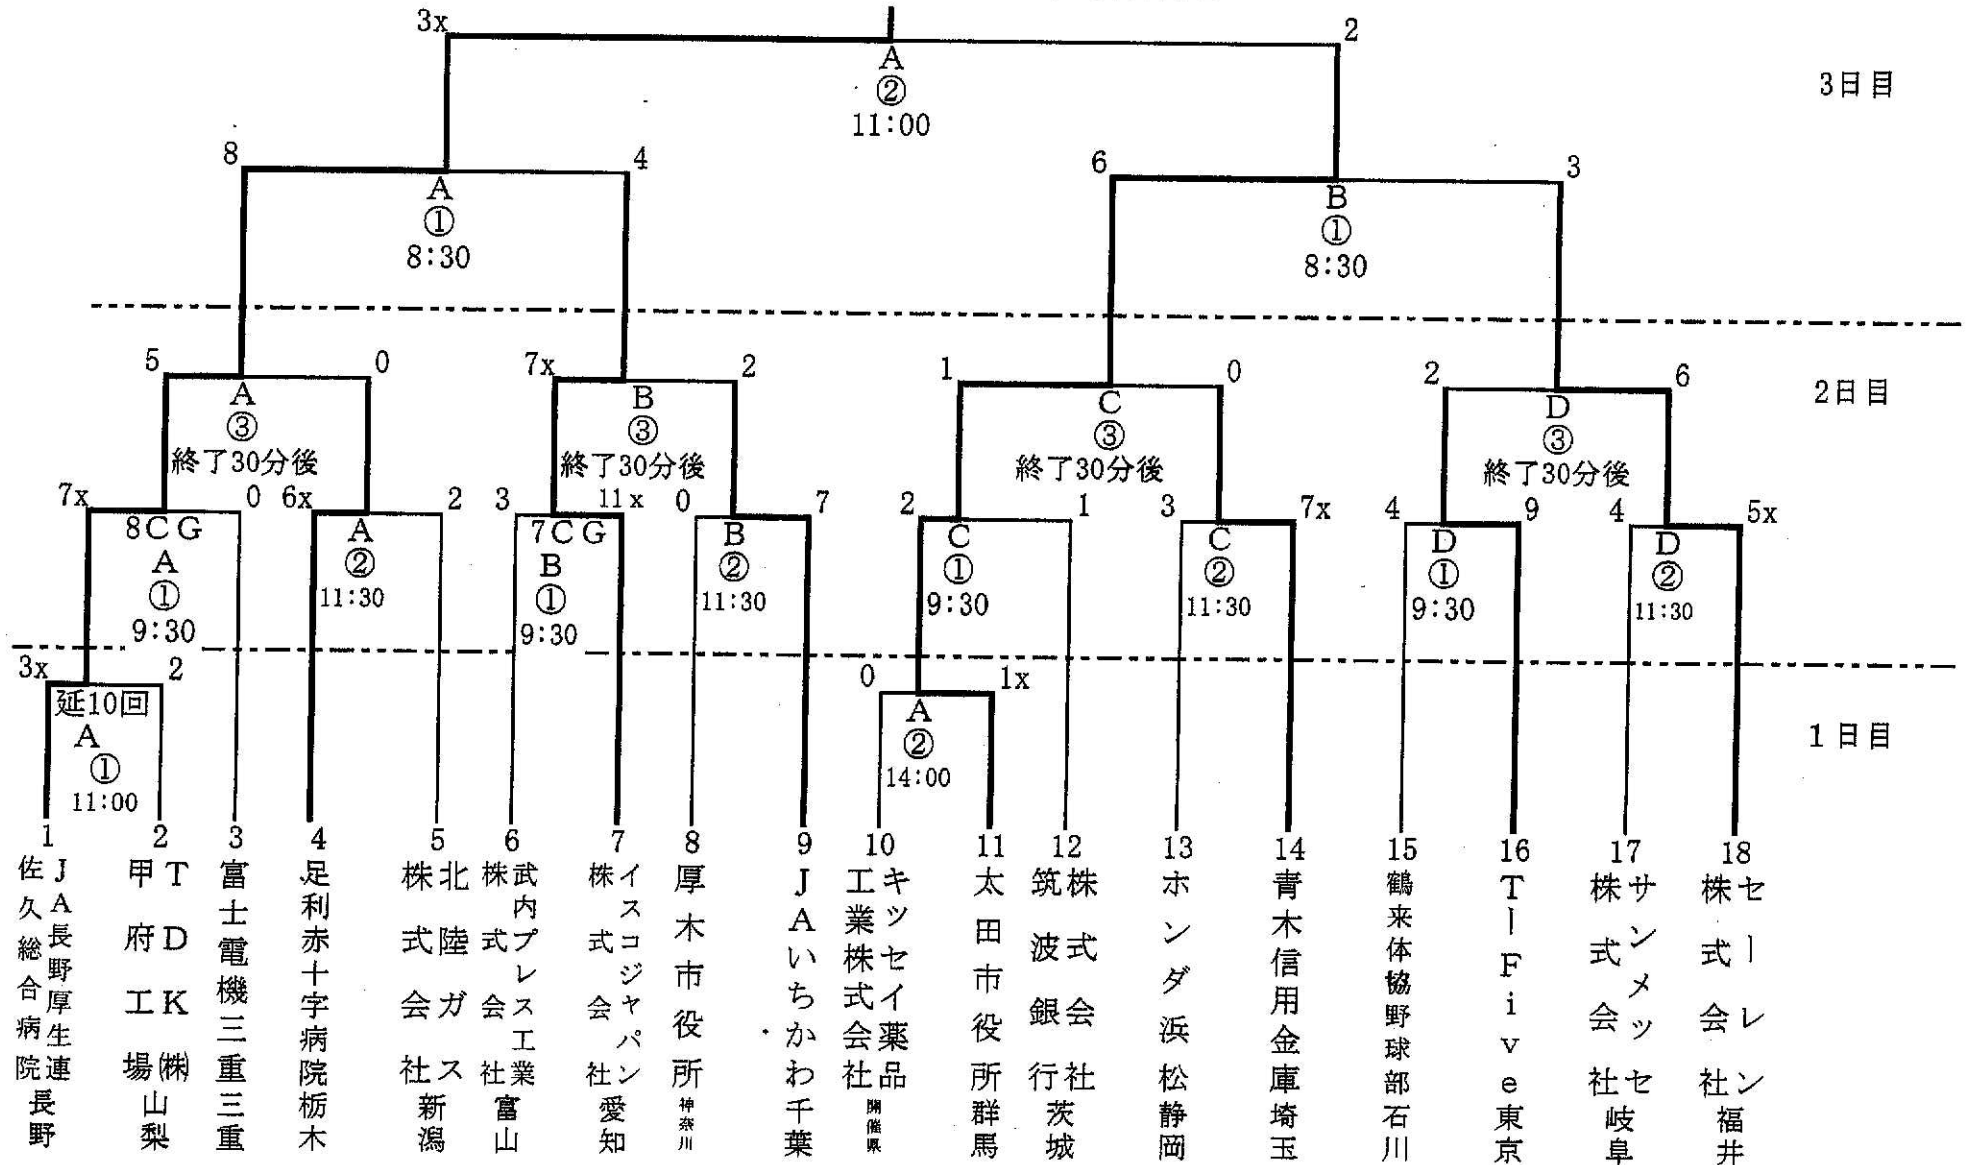 3x 2
A
②
11:00
3日目
8 4 6 3
A
①
8:30
B
①
8:30
5 0 7x 2 1 0 2 6
2日目
A
③
終了30分後
B
③
終了30分後
C
③
終了30分後
D
③
終了30分後
7x 0 6x 2 3 11x 0 7 2 1 3 7x 4 9 4 5x
8CG
A
①
9:30
A
②
11:30
7CG
B
①
9:30
B
②
11:30
C
①
9:30
C
②
11:30
D
①
9:30
D
②
11:30
3x 2 0 1x
延10回
A
①
11:00
A
②
14:00
1日目
1 2 3 4 5 6 7 8 9 10 11 12 13 14 15 16 17 18
JA長野厚生連
佐久総合病院
長野
TDK㈱
甲府工場
山梨
富士電機三重
三重
足利赤十字病院
栃木
北陸ガス
株式会社
新潟
武内プレス工業
株式会社
富山
イスコジャパン
株式会社
愛知
厚木市役所
神奈川
JAいちかわ
千葉
キッセイ薬品
工業株式会社
開催県
太田市役所
群馬
株式会社
筑波銀行
茨城
ホンダ浜松
静岡
青木信用金庫
埼玉
鶴来体協野球部
石川
TーFive
東京
サンメッセ
株式会社
岐阜
セーレン
株式会社
福井